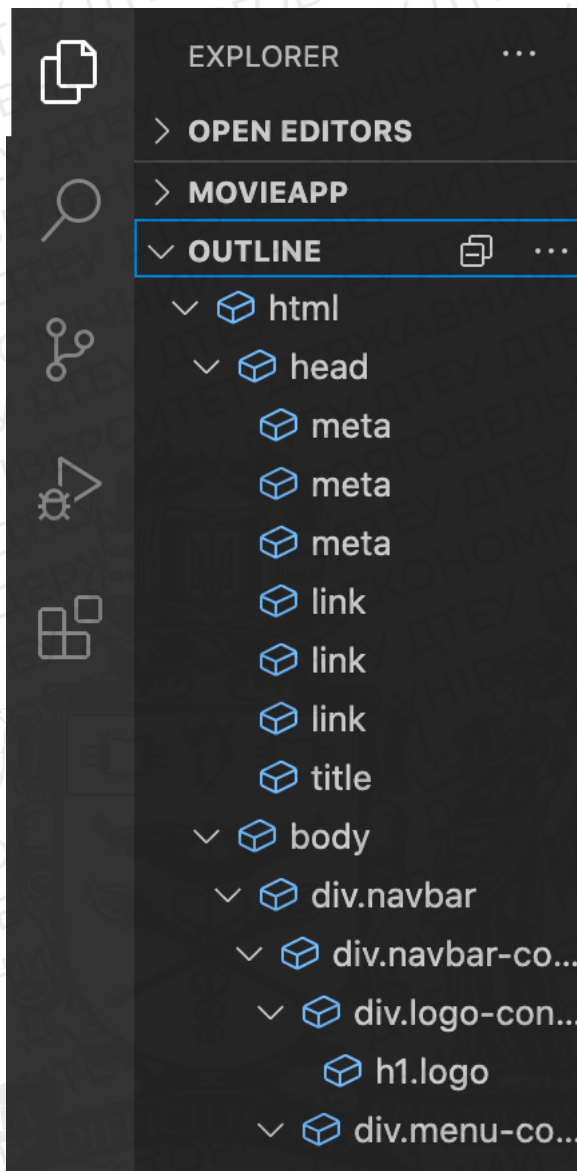 EXPLORER ...
OPEN EDITORS
MOVIEAPP
OUTLINE ...
html
head
meta
meta
meta
link
link
link
title
body
div.navbar
div.navbar-co...
div.logo-con...
h1.logo
div.menu-co...